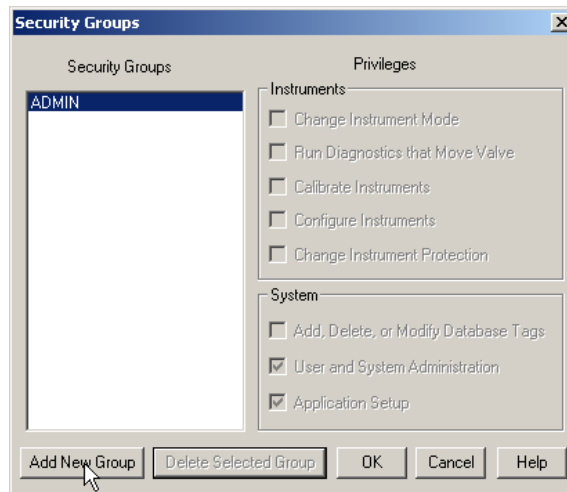 Security Groups
Security Groups
Privileges
ADMIN
Instruments
Change Instrument Mode
Run Diagnostics that Move Valve
Calibrate Instruments
Configure Instruments
Change Instrument Protection
System
Add, Delete, or Modify Database Tags
User and System Administration
Application Setup
Add New Group
Delete Selected Group
OK
Cancel
Help